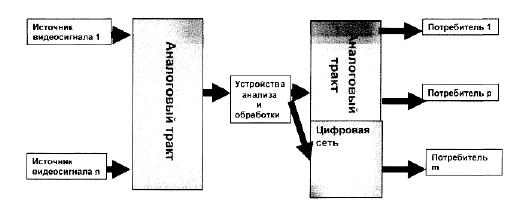 Источник
видеосигнала 1
Источник
видеосигнала n
Аналоговый тракт
Устройства
анализа
и
обработки
Аналоговый
тракт
Цифровая
сеть
Потребитель 1
Потребитель p
Потребитель
m